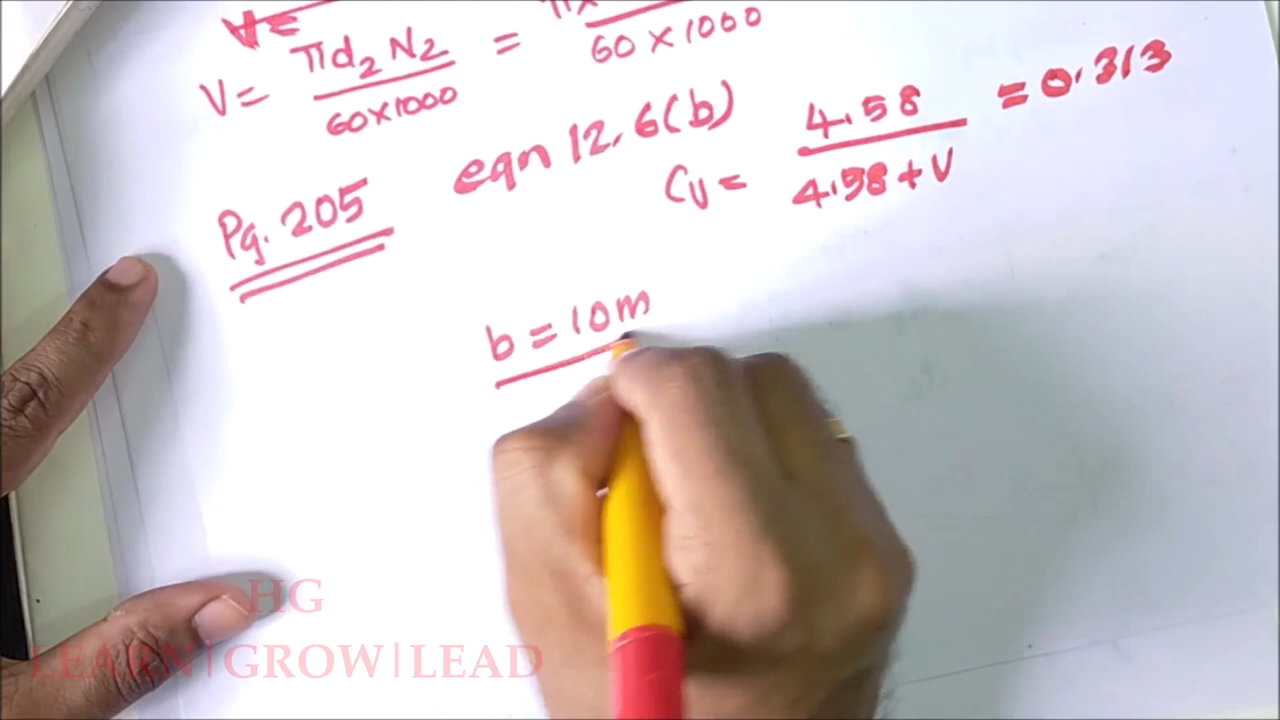 V=
V = πd₂N₂ / 60×1000 = πx / 60×1000
Pg. 205 eqn 12.6(b) Cv = 4.58 / 4.58+V = 0.313
b = 10m
HG
LEARN|GROW|LEAD